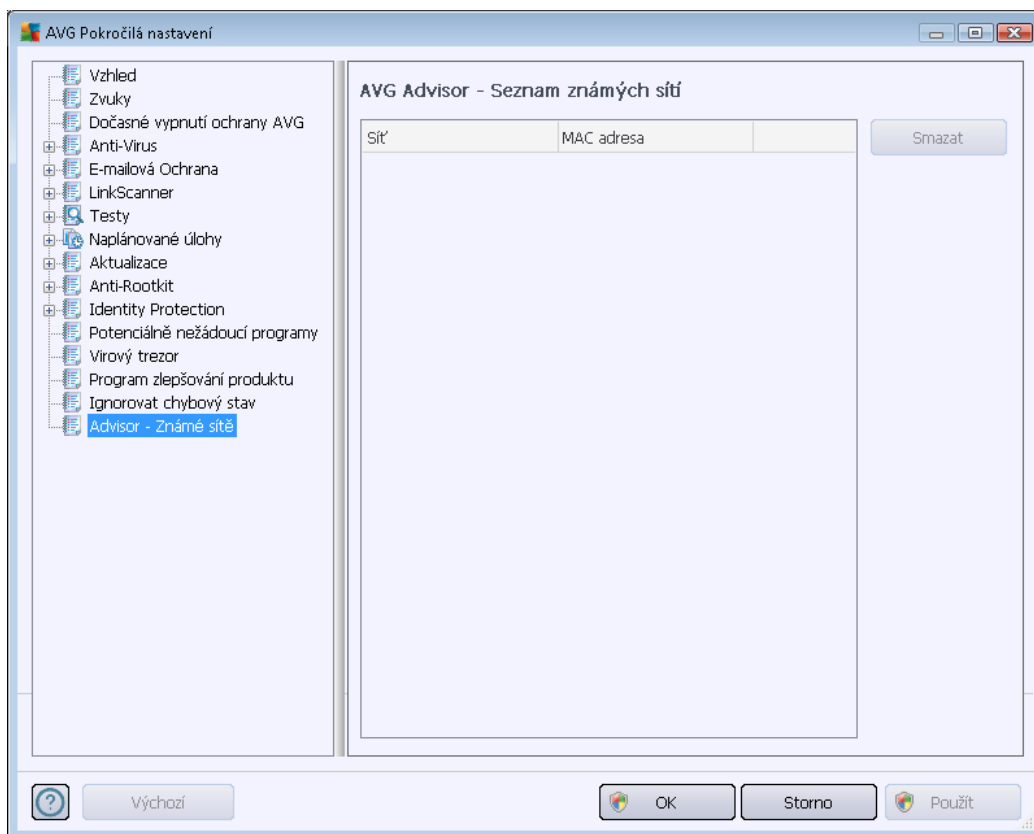 AVG Pokročilá nastavení
Vzhled
Zvuky
Dočasné vypnutí ochrany AVG
Anti-Virus
E-mailová Ochrana
LinkScanner
Testy
Naplánované úlohy
Aktualizace
Anti-Rootkit
Identity Protection
Potenciálně nežádoucí programy
Virový trezor
Program zlepšování produktu
Ignorovat chybový stav
Advisor - Známé sítě
AVG Advisor - Seznam známých sítí
Síť MAC adresa
Smazat
? Výchozí OK Storno Použít